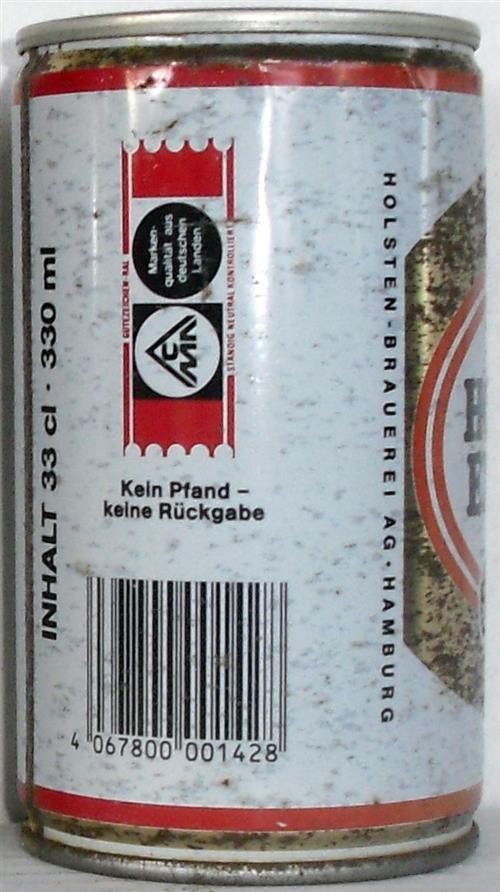 INHALT 33 cl · 330 ml
GÜTEZEICHEN-RAL
Marken-
qualität aus
deutschen
Landen
CMA
STÄNDIG NEUTRAL KONTROLLIERT
Kein Pfand –
keine Rückgabe
4 067800 001428
HOLSTEN-BRAUEREI AG · HAMBURG